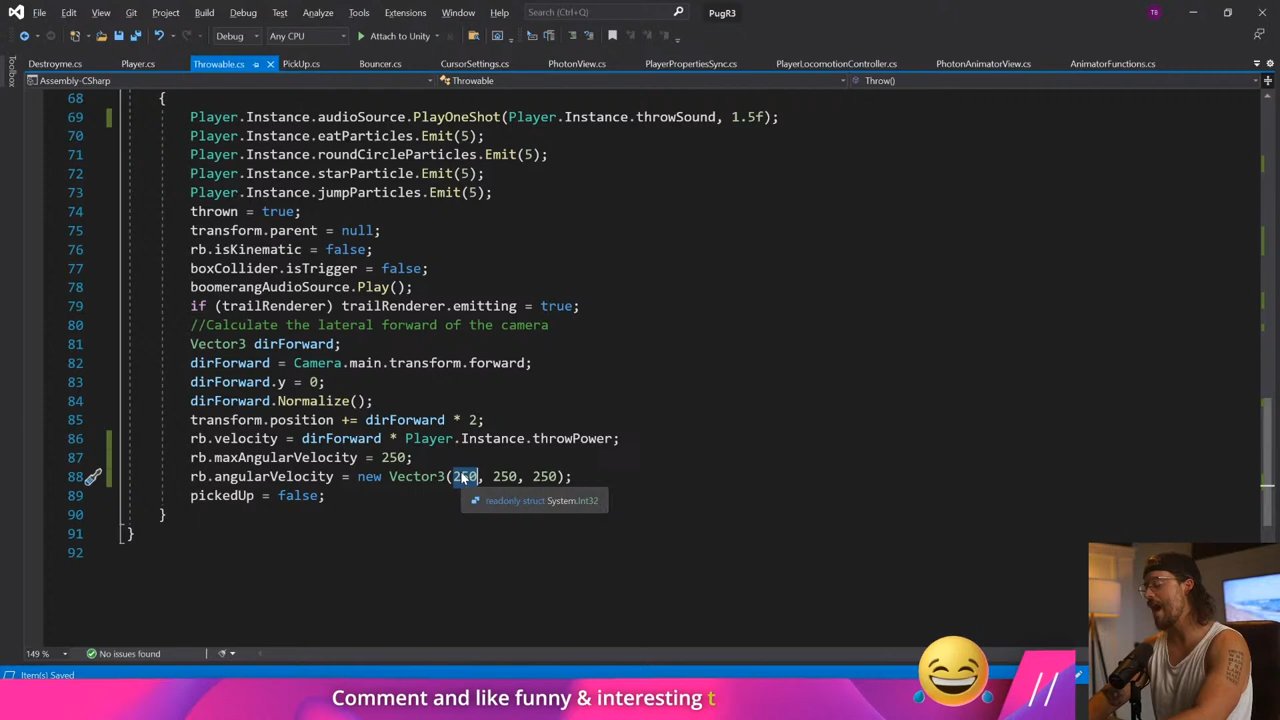 File Edit View Git Project Build Debug Test Analyze Tools Extensions Window Help Search (Ctrl+Q) PugR3 TB
Debug Any CPU Attach to Unity
Destroyme.cs Player.cs Throwable.cs PickUp.cs Bouncer.cs CursorSettings.cs PhotonView.cs PlayerPropertiesSync.cs PlayerLocomotionController.cs PhotonAnimatorView.cs AnimatorFunctions.cs
Toolbox
Assembly-CSharp Throwable Throw()
68 {
69 Player.Instance.audioSource.PlayOneShot(Player.Instance.throwSound, 1.5f);
70 Player.Instance.eatParticles.Emit(5);
71 Player.Instance.roundCircleParticles.Emit(5);
72 Player.Instance.starParticle.Emit(5);
73 Player.Instance.jumpParticles.Emit(5);
74 thrown = true;
75 transform.parent = null;
76 rb.isKinematic = false;
77 boxCollider.isTrigger = false;
78 boomerangAudioSource.Play();
79 if (trailRenderer) trailRenderer.emitting = true;
80 //Calculate the lateral forward of the camera
81 Vector3 dirForward;
82 dirForward = Camera.main.transform.forward;
83 dirForward.y = 0;
84 dirForward.Normalize();
85 transform.position += dirForward * 2;
86 rb.velocity = dirForward * Player.Instance.throwPower;
87 rb.maxAngularVelocity = 250;
88 rb.angularVelocity = new Vector3(250, 250, 250);
readonly struct System.Int32
89 pickedUp = false;
90 }
91 }
92
149 % No issues found
Item(s) Saved
Comment and like funny & interesting t
//